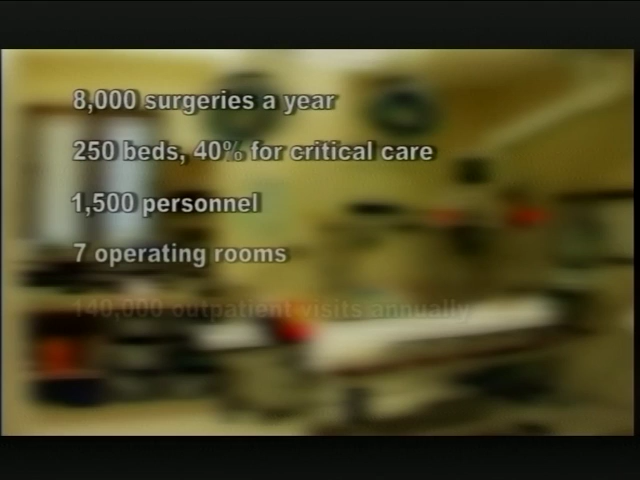 8,000 surgeries a year
250 beds, 40% for critical care
1,500 personnel
7 operating rooms
140,000 outpatient visits annually